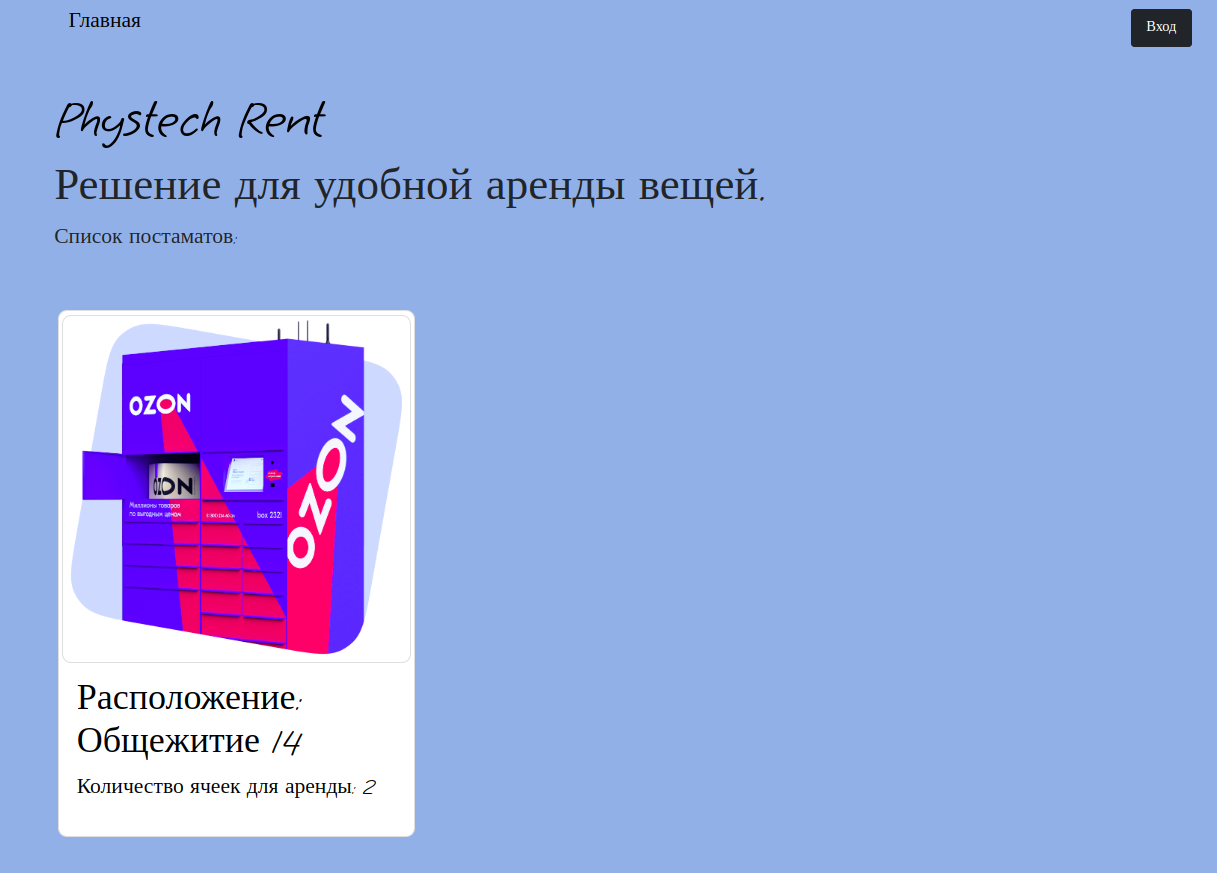 Главная
Вход
Phystech Rent
Решение для удобной аренды вещей.
Список постаматов:
OZON
OZON
OZON
Миллионы товаров
по выгодным ценам
box 2321
Расположение:
Общежитие 14
Количество ячеек для аренды: 2